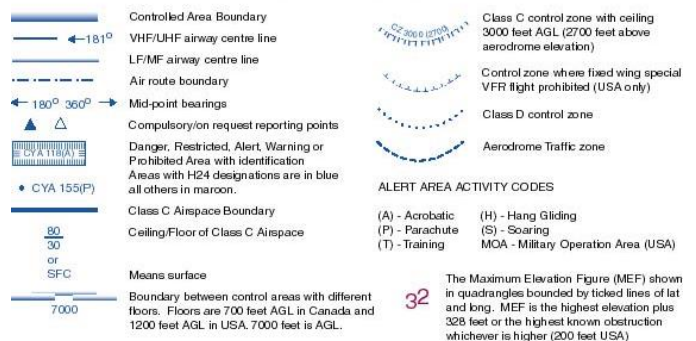 Controlled Area Boundary
181°
VHF/UHF airway centre line
LF/MF airway centre line
Air route boundary
180° 360°
Mid-point bearings
Compulsory/on request reporting points
CYA 118(A)
Danger, Restricted, Alert, Warning or
Prohibited Area with identification
Areas with H24 designations are in blue
all others in maroon.
CYA 155(P)
Class C Airspace Boundary
80
30
or
SFC
Ceiling/Floor of Class C Airspace
Means surface
7000
Boundary between control areas with different
floors. Floors are 700 feet AGL in Canada and
1200 feet AGL in USA. 7000 feet is AGL.
CZ 3000 (2700)
Class C control zone with ceiling
3000 feet AGL (2700 feet above
aerodrome elevation)
Control zone where fixed wing special
VFR flight prohibited (USA only)
Class D control zone
Aerodrome Traffic zone
ALERT AREA ACTIVITY CODES
(A) - Acrobatic (H) - Hang Gliding
(P) - Parachute (S) - Soaring
(T) - Training MOA - Military Operation Area (USA)
32
The Maximum Elevation Figure (MEF) shown
in quadrangles bounded by ticked lines of lat
and long. MEF is the highest elevation plus
328 feet or the highest known obstruction
whichever is higher (200 feet USA)